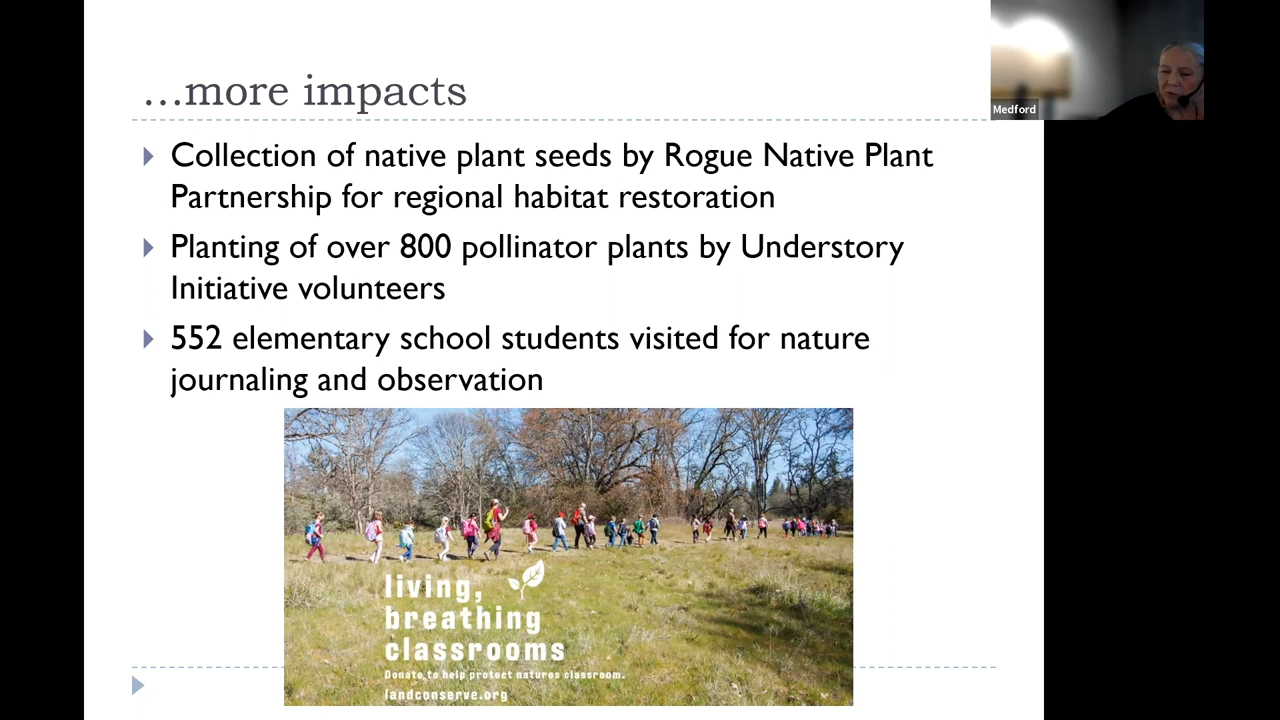 ...more impacts
Medford
Collection of native plant seeds by Rogue Native Plant
Partnership for regional habitat restoration
Planting of over 800 pollinator plants by Understory
Initiative volunteers
552 elementary school students visited for nature
journaling and observation
living,
breathing
classrooms
Donate to help protect natures classroom.
landconserve.org